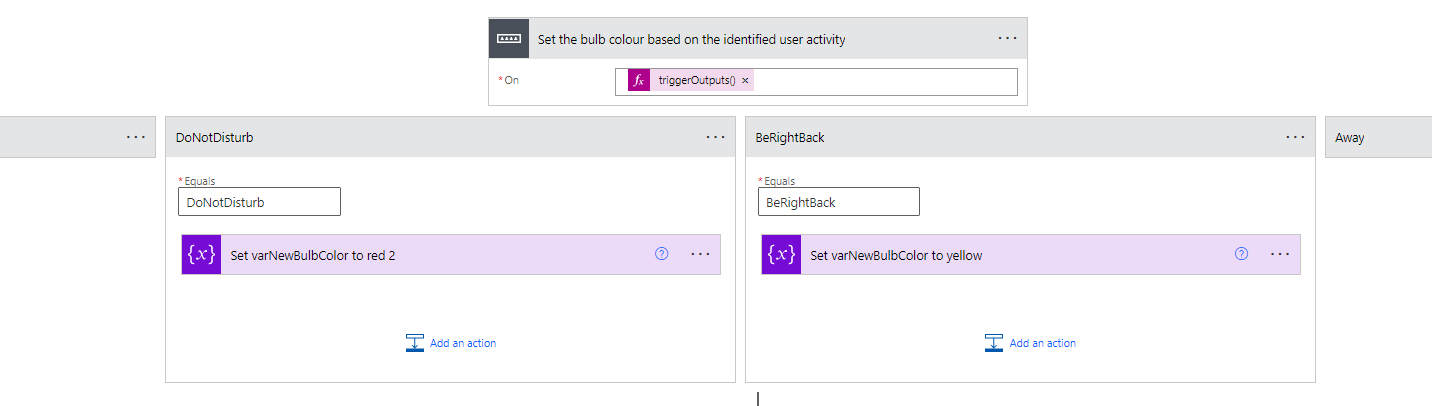 Set the bulb colour based on the identified user activity
* On
fx triggerOutputs() ×
DoNotDisturb
* Equals
DoNotDisturb
{x} Set varNewBulbColor to red 2
Add an action
BeRightBack
* Equals
BeRightBack
{x} Set varNewBulbColor to yellow
Add an action
Away